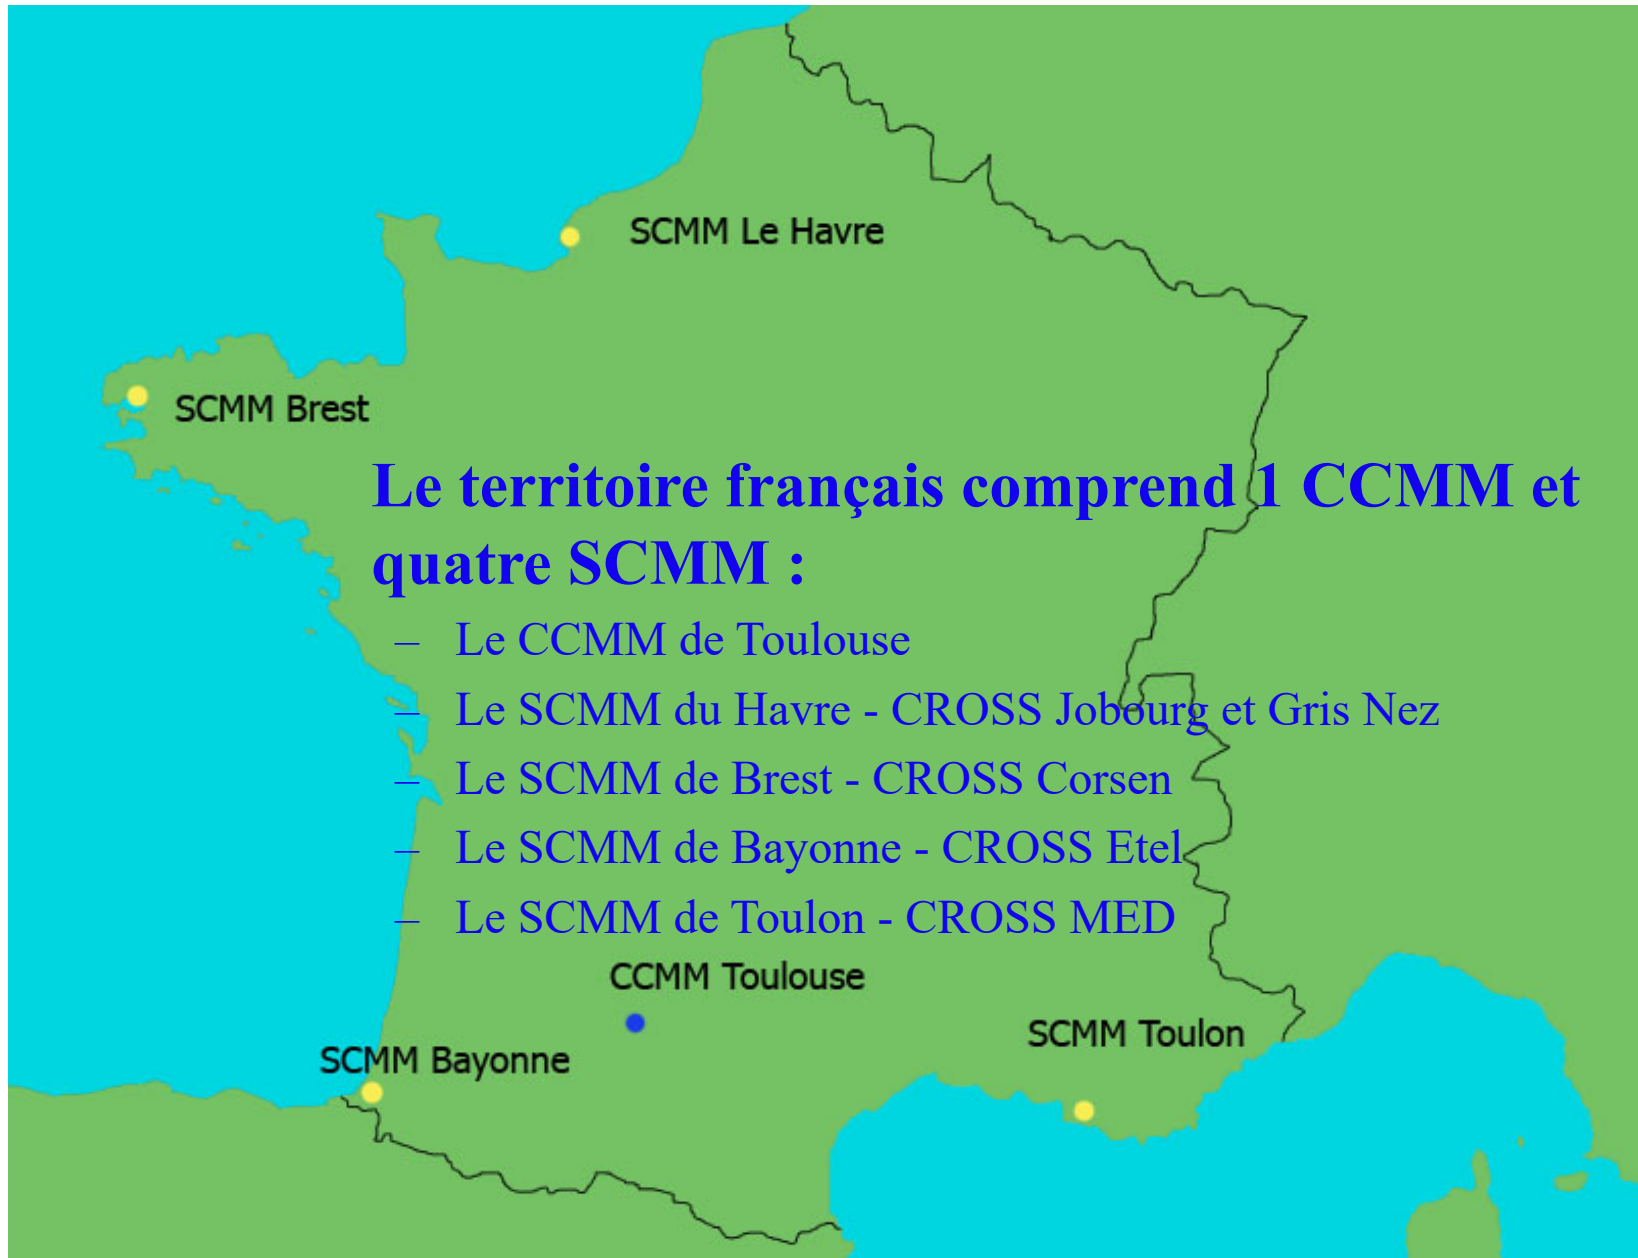 SCMM Le Havre
SCMM Brest
Le territoire français comprend 1 CCMM et
quatre SCMM :
– Le CCMM de Toulouse
– Le SCMM du Havre - CROSS Jobourg et Gris Nez
– Le SCMM de Brest - CROSS Corsen
– Le SCMM de Bayonne - CROSS Etel
– Le SCMM de Toulon - CROSS MED
CCMM Toulouse
SCMM Toulon
SCMM Bayonne